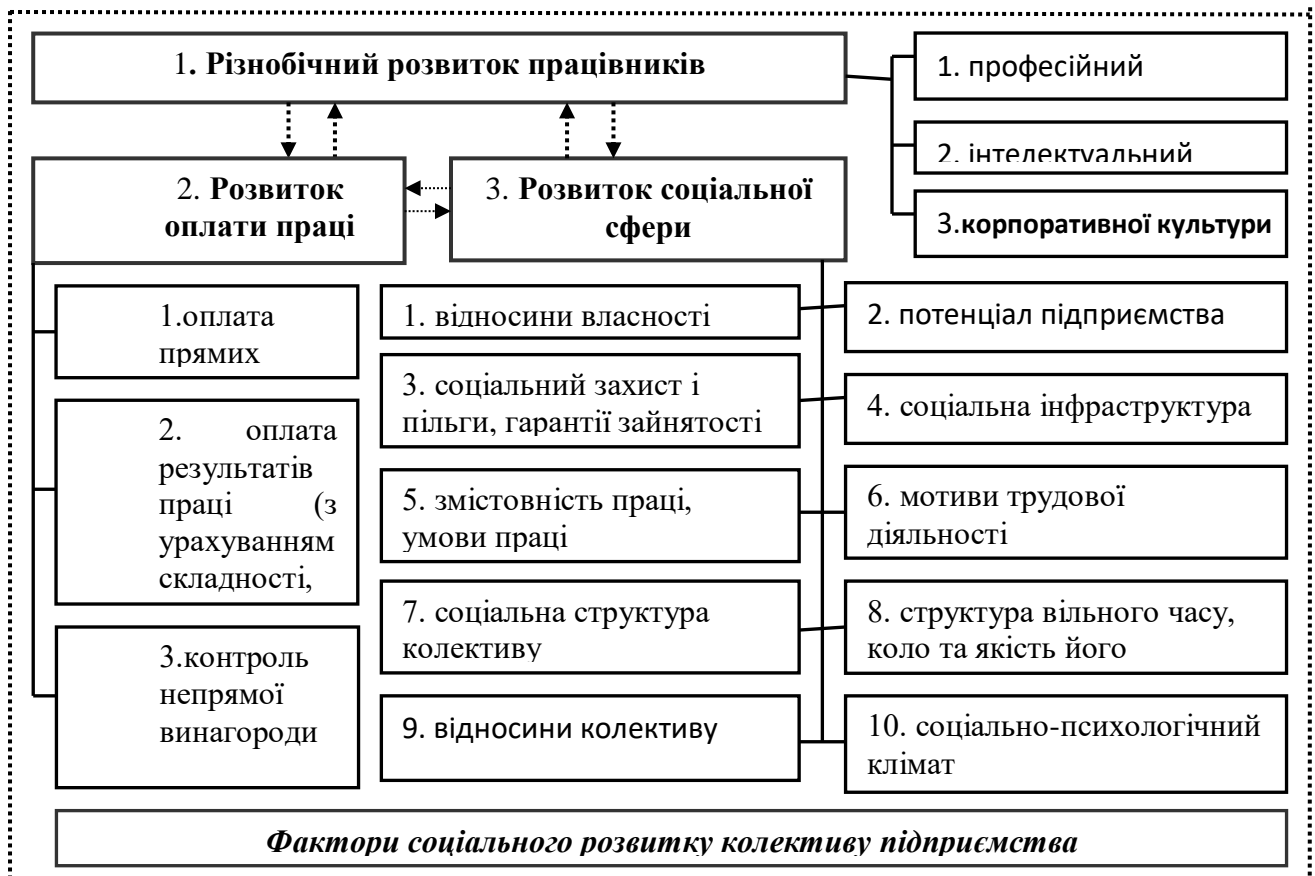 1. Різнобічний розвиток працівників
1. професійний
2. інтелектуальний
3.корпоративної культури
2. Розвиток
оплати праці
3. Розвиток соціальної
сфери
1.оплата
прямих
2. оплата
результатів
праці (з
урахуванням
складності,
3.контроль
непрямої
винагороди
1. відносини власності
2. потенціал підприємства
3. соціальний захист і
пільги, гарантії зайнятості
4. соціальна інфраструктура
5. змістовність праці,
умови праці
6. мотиви трудової
діяльності
7. соціальна структура
колективу
8. структура вільного часу,
коло та якість його
9. відносини колективу
10. соціально-психологічний
клімат
Фактори соціального розвитку колективу підприємства